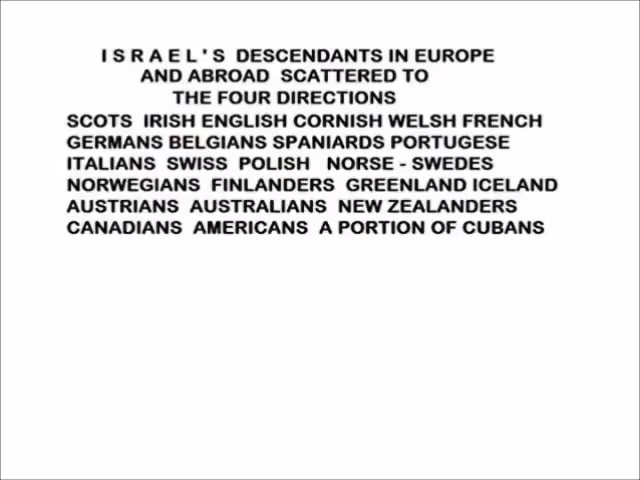 I S R A E L ' S DESCENDANTS IN EUROPE
AND ABROAD SCATTERED TO
THE FOUR DIRECTIONS
SCOTS IRISH ENGLISH CORNISH WELSH FRENCH
GERMANS BELGIANS SPANIARDS PORTUGESE
ITALIANS SWISS POLISH NORSE - SWEDES
NORWEGIANS FINLANDERS GREENLAND ICELAND
AUSTRIANS AUSTRALIANS NEW ZEALANDERS
CANADIANS AMERICANS A PORTION OF CUBANS